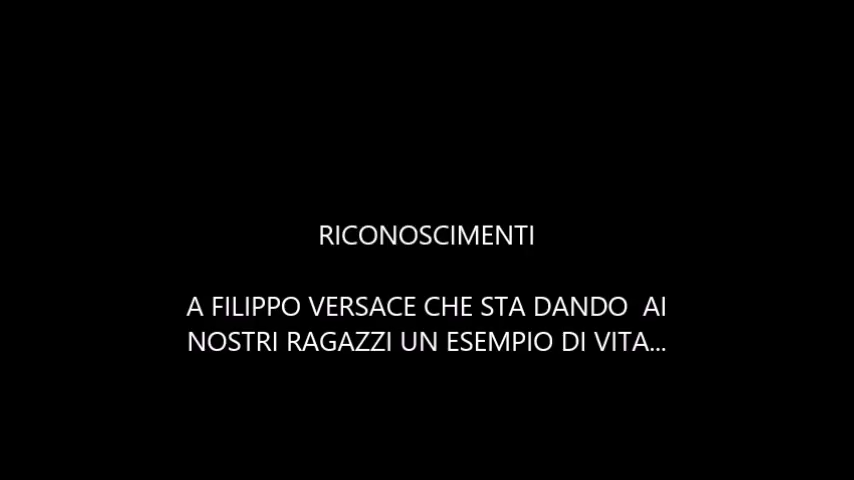 RICONOSCIMENTI
A FILIPPO VERSACE CHE STA DANDO  AI
NOSTRI RAGAZZI UN ESEMPIO DI VITA...